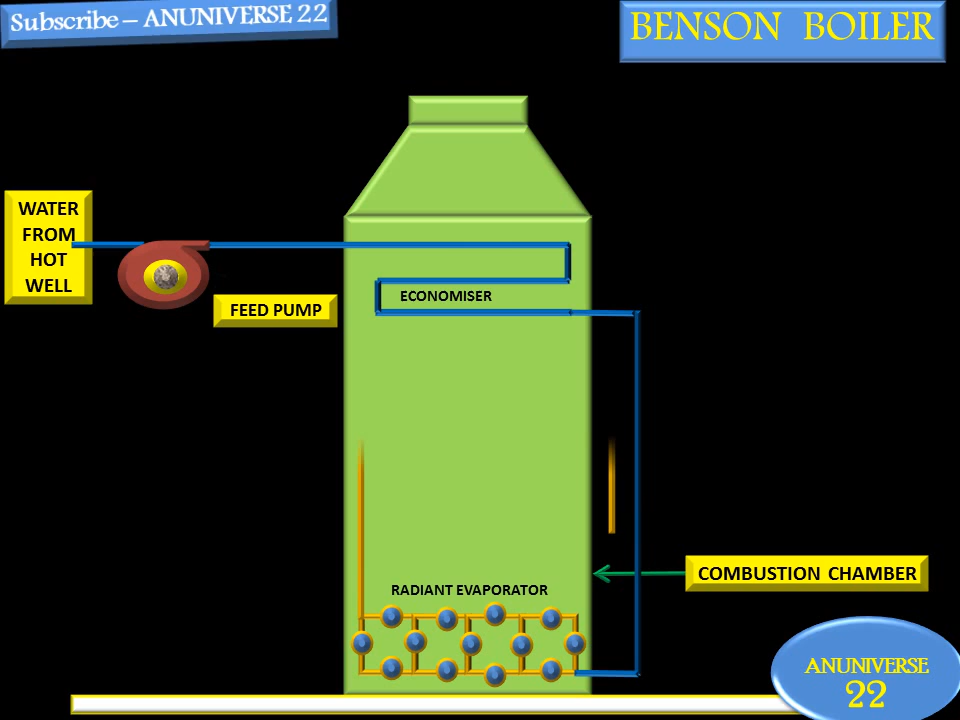 Subscribe – ANUNIVERSE 22
BENSON BOILER
WATER
FROM
HOT
WELL
FEED PUMP
ECONOMISER
RADIANT EVAPORATOR
COMBUSTION CHAMBER
ANUNIVERSE
22